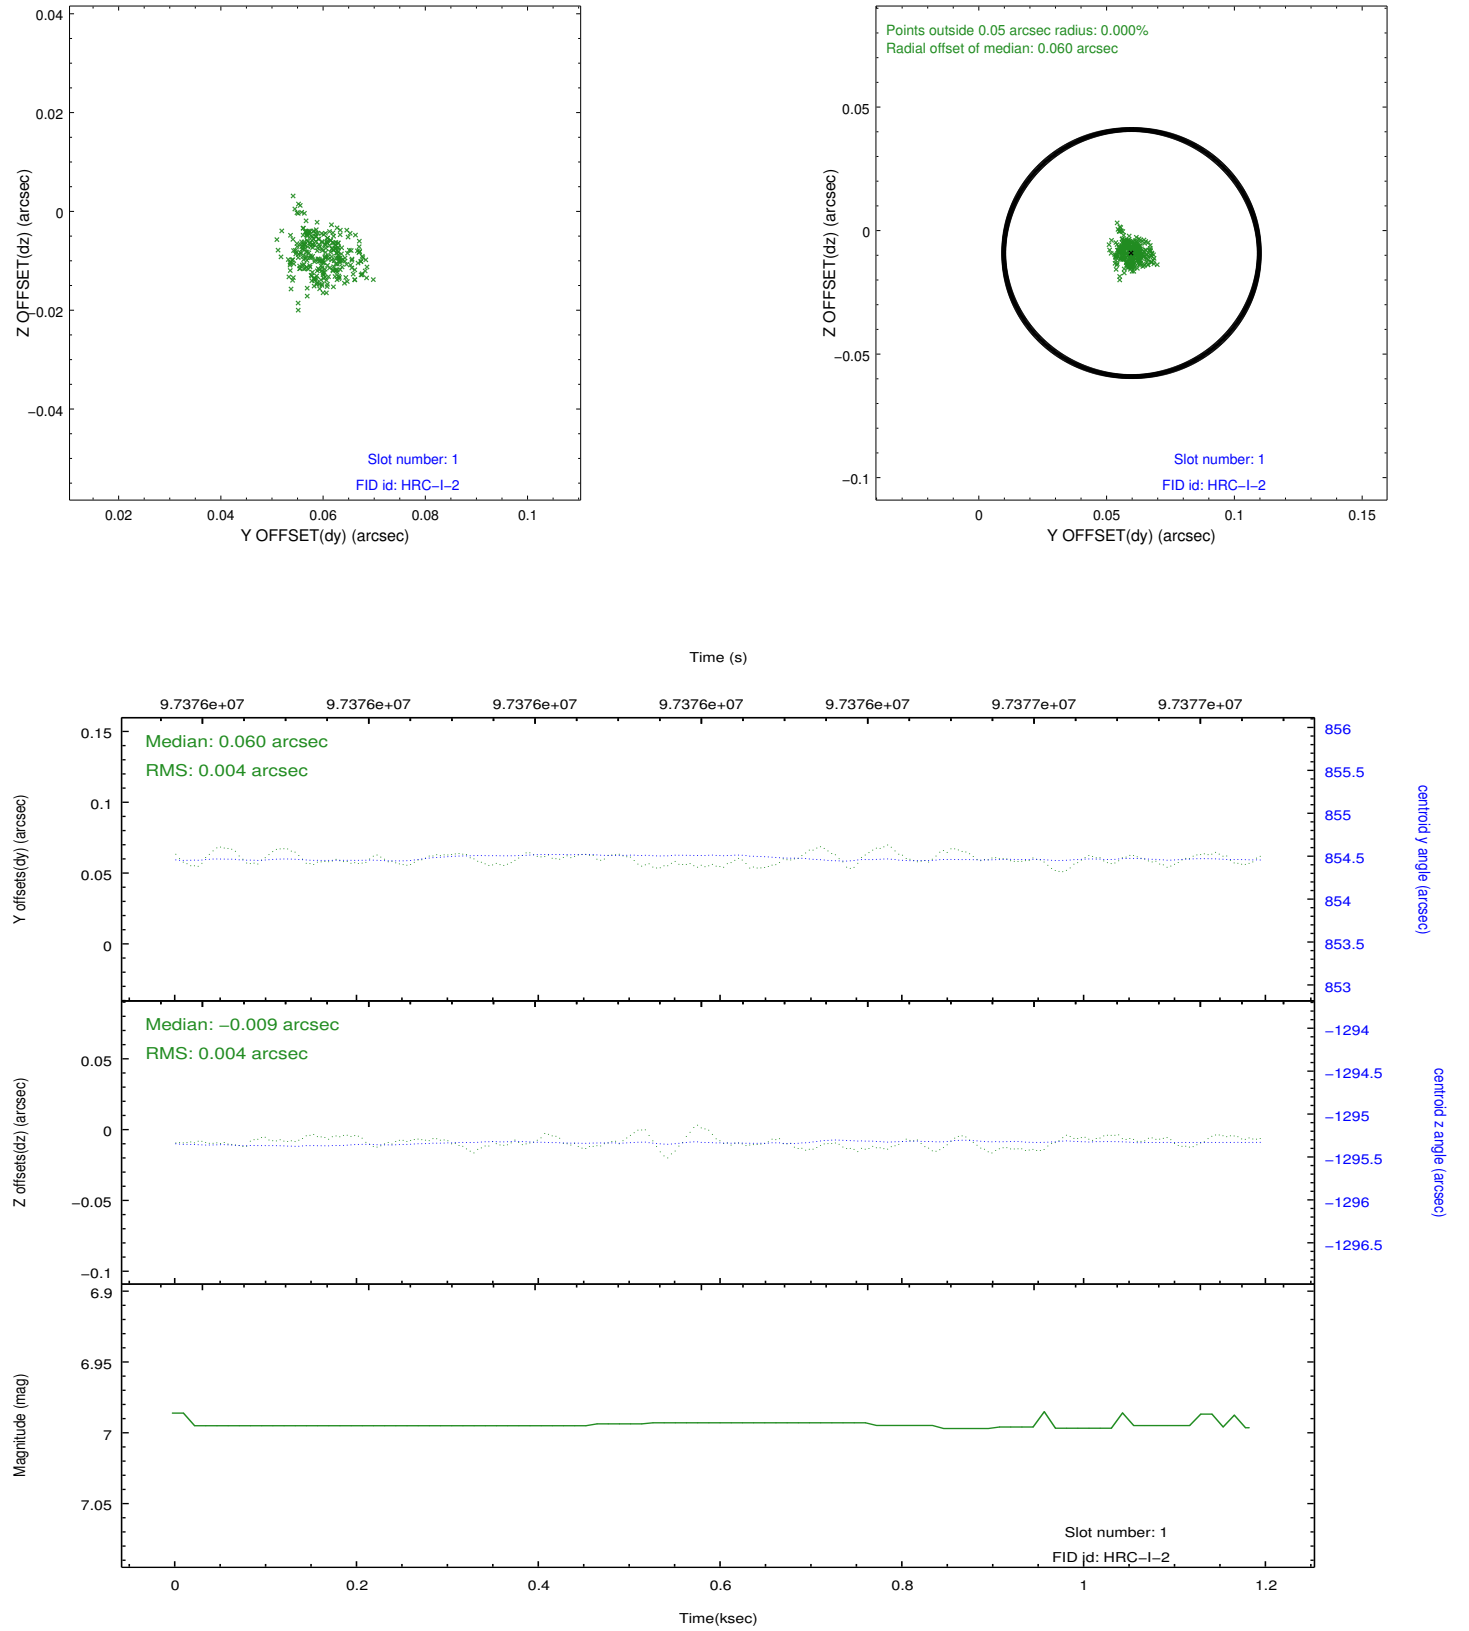 0.04
0.02
0
−0.02
−0.04
Z OFFSET(dz) (arcsec)
Slot number: 1
FID id: HRC−I−2
0.02 0.04 0.06 0.08 0.1
Y OFFSET(dy) (arcsec)
Points outside 0.05 arcsec radius: 0.000%
Radial offset of median: 0.060 arcsec
0.05
0
−0.05
−0.1
Z OFFSET(dz) (arcsec)
Slot number: 1
FID id: HRC−I−2
0 0.05 0.1 0.15
Y OFFSET(dy) (arcsec)
Time (s)
9.7376e+07 9.7376e+07 9.7376e+07 9.7376e+07 9.7376e+07 9.7377e+07 9.7377e+07
Median: 0.060 arcsec
RMS: 0.004 arcsec
0.15
0.1
0.05
0
Y offsets(dy) (arcsec)
856
855.5
855
854.5
854
853.5
853
centroid y angle (arcsec)
Median: −0.009 arcsec
RMS: 0.004 arcsec
0.05
0
−0.05
−0.1
Z offsets(dz) (arcsec)
−1294
−1294.5
−1295
−1295.5
−1296
−1296.5
centroid z angle (arcsec)
6.9
6.95
7
7.05
Magnitude (mag)
Slot number: 1
FID id: HRC−I−2
0 0.2 0.4 0.6 0.8 1 1.2
Time(ksec)